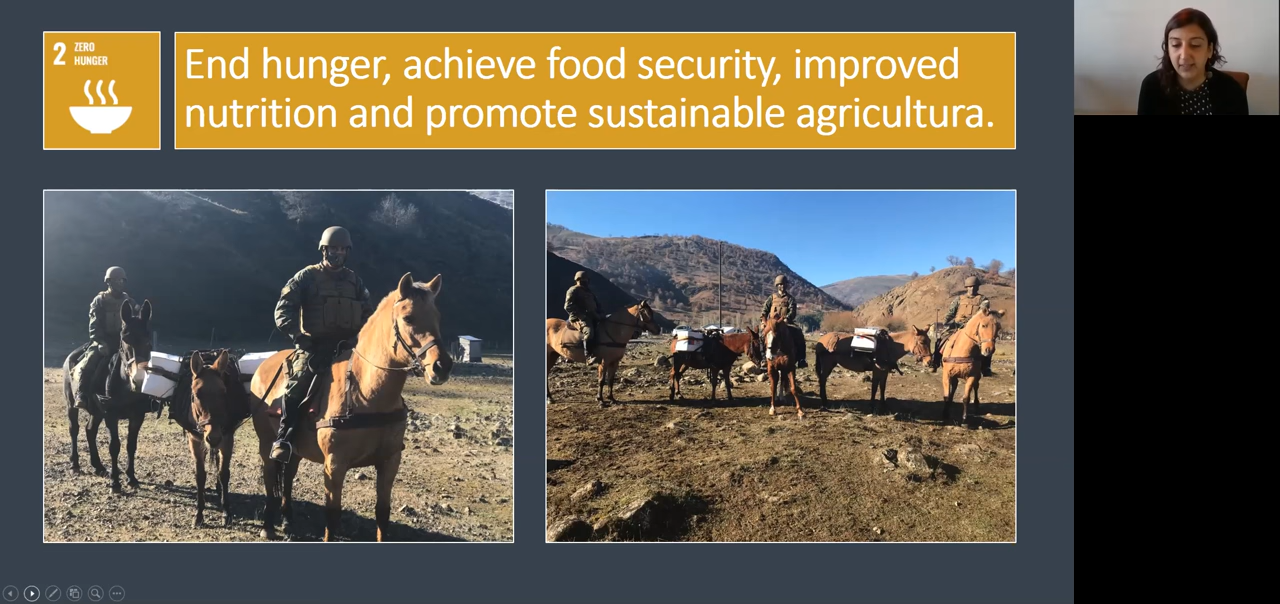 2 ZERO
HUNGER
End hunger, achieve food security, improved
nutrition and promote sustainable agricultura.